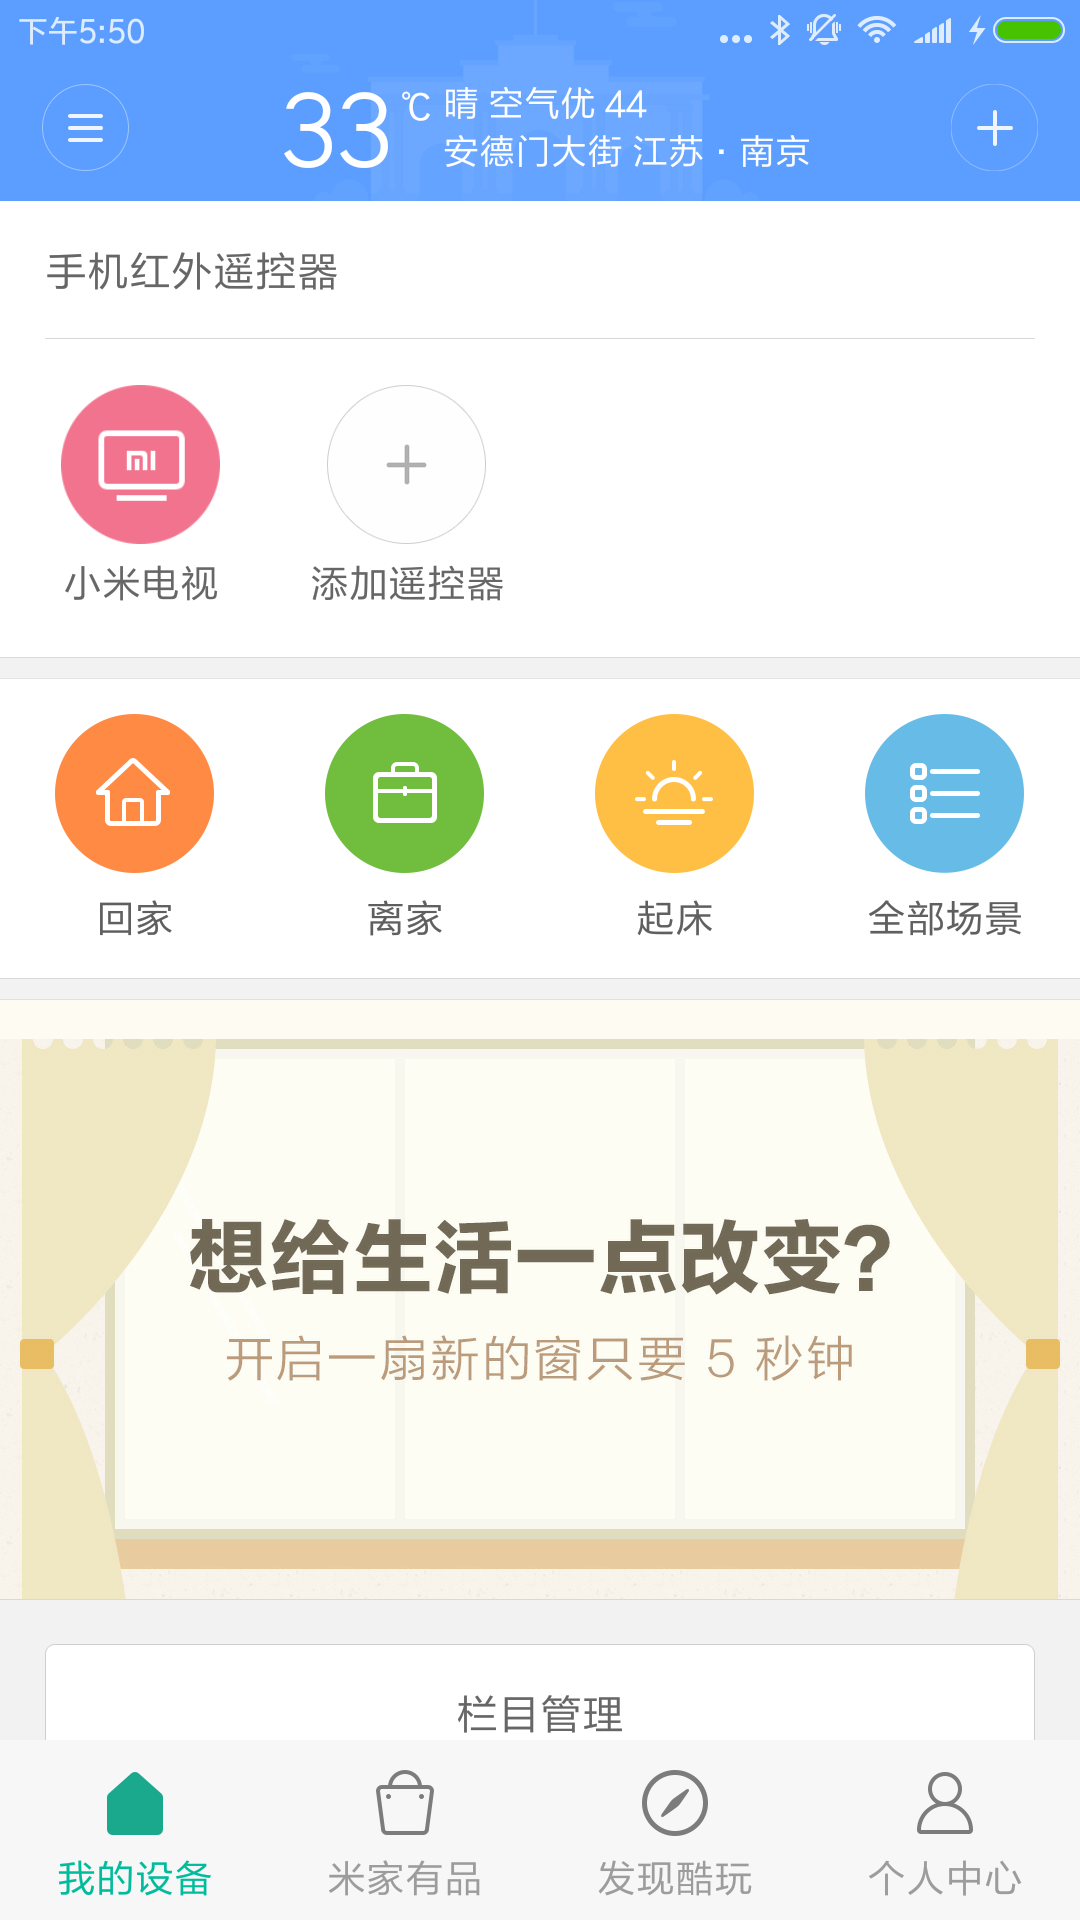 下午5:50
33 ℃ 晴 空气优 44
安德门大街 江苏 · 南京
手机红外遥控器
小米电视
添加遥控器
回家
离家
起床
全部场景
想给生活一点改变?
开启一扇新的窗只要 5 秒钟
栏目管理
我的设备
米家有品
发现酷玩
个人中心